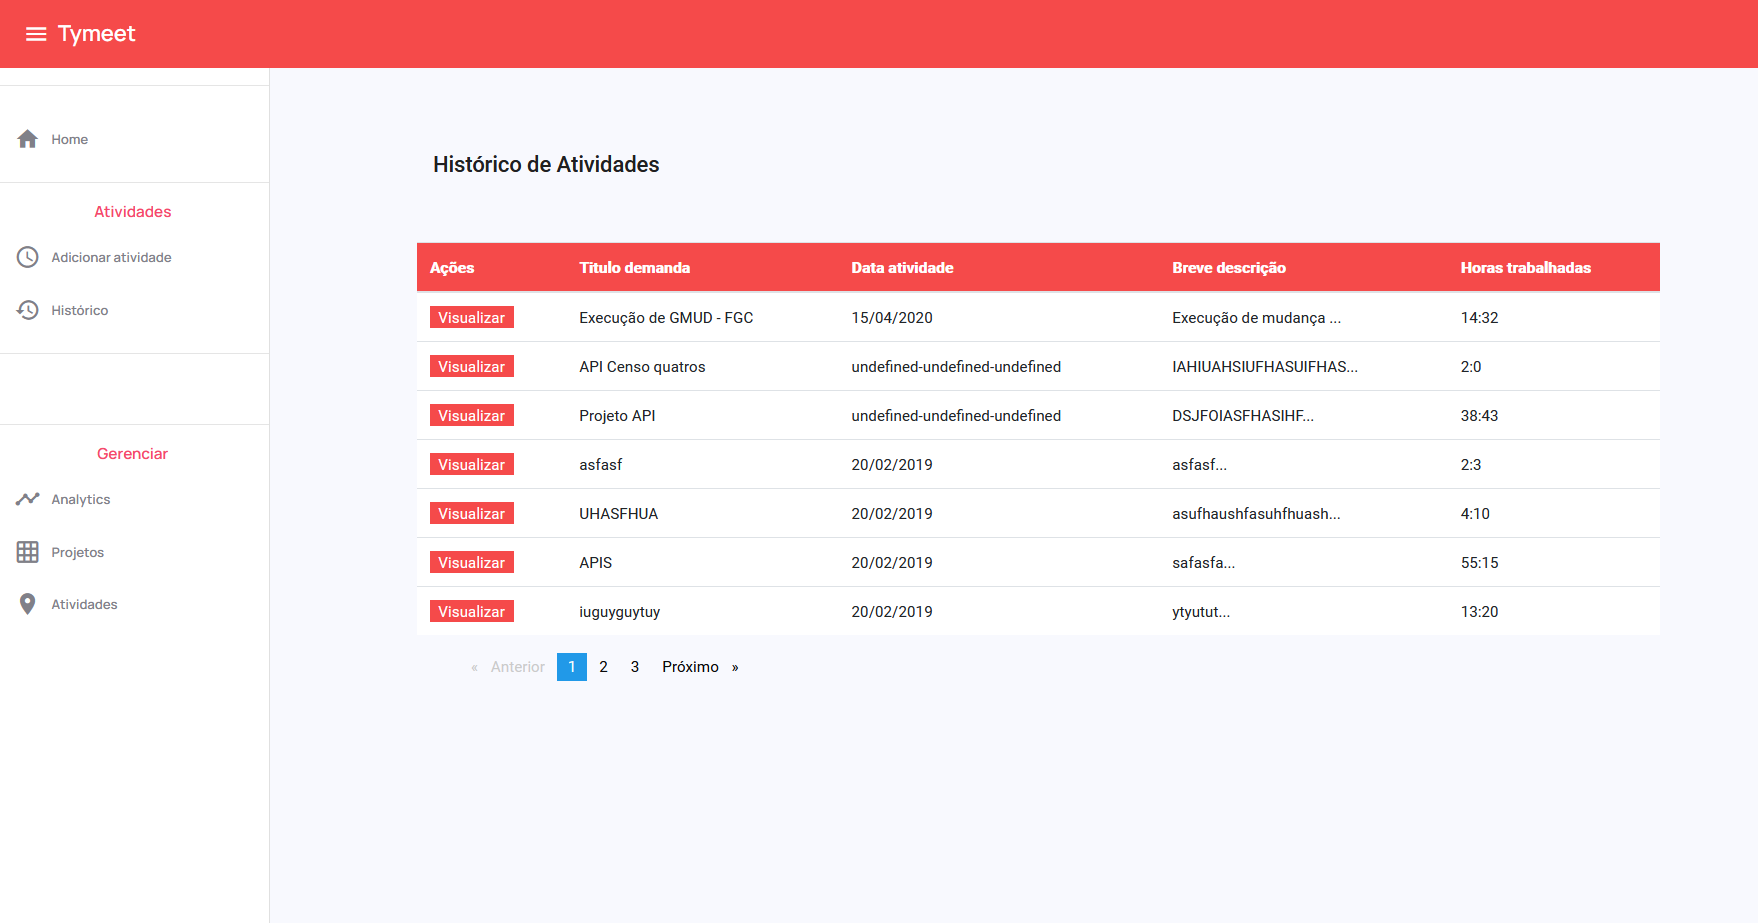 Tymeet
Home
Atividades
Adicionar atividade
Histórico
Gerenciar
Analytics
Projetos
Atividades
Histórico de Atividades
Ações Titulo demanda Data atividade Breve descrição Horas trabalhadas
Visualizar Execução de GMUD - FGC 15/04/2020 Execução de mudança ... 14:32
Visualizar API Censo quatros undefined-undefined-undefined IAHIUAHSIUFHASUIFHAS... 2:0
Visualizar Projeto API undefined-undefined-undefined DSJFOIASFHASIHF... 38:43
Visualizar asfasf 20/02/2019 asfasf... 2:3
Visualizar UHASFHUA 20/02/2019 asufhaushfasuhfhuash... 4:10
Visualizar APIS 20/02/2019 safasfa... 55:15
Visualizar iuguyguytuy 20/02/2019 ytyutut... 13:20
« Anterior 1 2 3 Próximo »